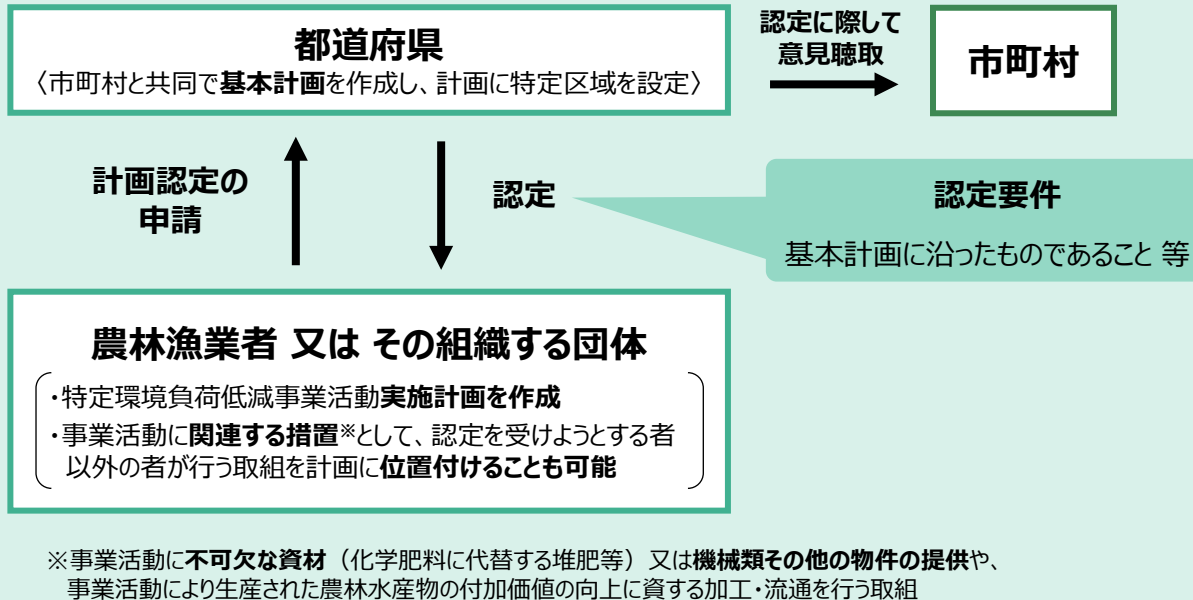 都道府県
〈市町村と共同で基本計画を作成し、計画に特定区域を設定〉
認定に際して
意見聴取
市町村
計画認定の
申請
認定
認定要件
基本計画に沿ったものであること 等
農林漁業者 又は その組織する団体
・特定環境負荷低減事業活動実施計画を作成
・事業活動に関連する措置※として、認定を受けようとする者
以外の者が行う取組を計画に位置付けることも可能
※事業活動に不可欠な資材（化学肥料に代替する堆肥等）又は機械類その他の物件の提供や、
事業活動により生産された農林水産物の付加価値の向上に資する加工・流通を行う取組